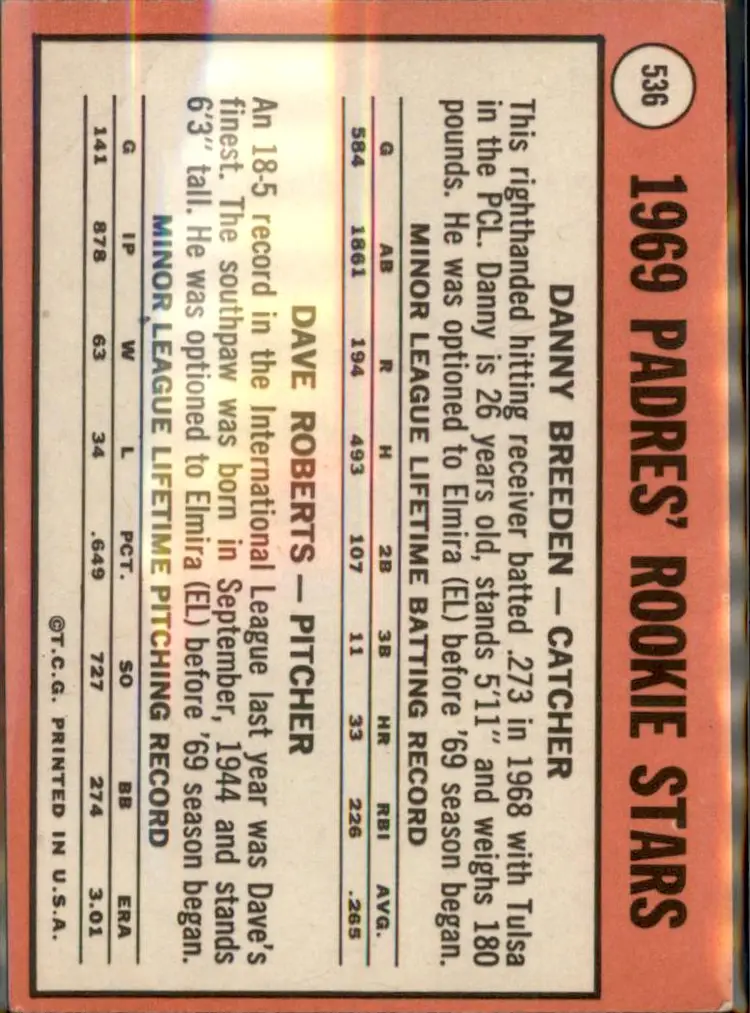 536
1969 PADRES' ROOKIE STARS
DANNY BREEDEN — CATCHER
This righthanded hitting receiver batted .273 in 1968 with Tulsa
in the PCL. Danny is 26 years old, stands 5'11" and weighs 180
pounds. He was optioned to Elmira (EL) before '69 season began.
MINOR LEAGUE LIFETIME BATTING RECORD
G AB R H 2B 3B HR RBI AVG.
584 1861 194 493 107 11 33 226 .265
DAVE ROBERTS — PITCHER
An 18-5 record in the International League last year was Dave's
finest. The southpaw was born in September, 1944 and stands
6'3" tall. He was optioned to Elmira (EL) before '69 season began.
MINOR LEAGUE LIFETIME PITCHING RECORD
G IP W L PCT. SO BB ERA
141 878 63 34 .649 727 274 3.01
©T.C.G. PRINTED IN U.S.A.